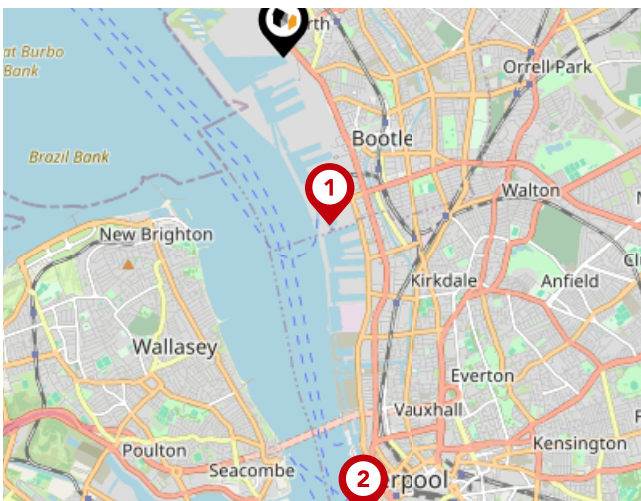 rth
at Burbo
Bank
Orrell Park
Bootle
Brazil Bank
1
Walton
New Brighton
Kirkdale
Anfield
Wallasey
Everton
Vauxhall
Kensington
Poulton
Seacombe
2
erpool